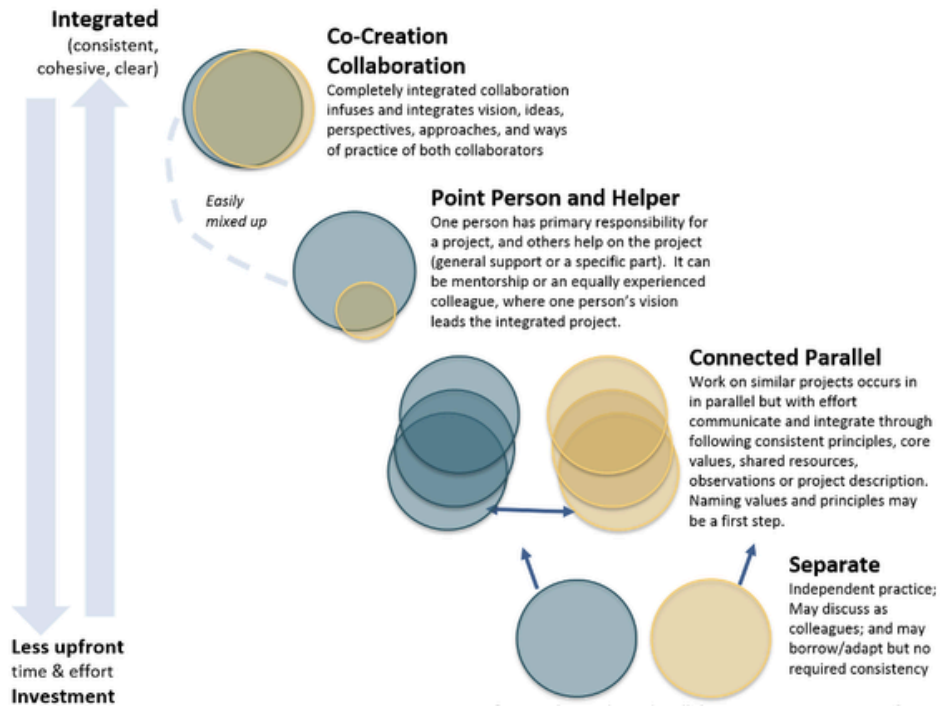 Integrated
(consistent,
cohesive, clear)
Co-Creation
Collaboration
Completely integrated collaboration
infuses and integrates vision, ideas,
perspectives, approaches, and ways
of practice of both collaborators
Easily
mixed up
Point Person and Helper
One person has primary responsibility for
a project, and others help on the project
(general support or a specific part).  It can
be mentorship or an equally experienced
colleague, where one person's vision
leads the integrated project.
Connected Parallel
Work on similar projects occurs in
in parallel but with effort
communicate and integrate through
following consistent principles, core
values, shared resources,
observations or project description.
Naming values and principles may
be a first step.
Separate
Independent practice;
May discuss as
colleagues; and may
borrow/adapt but no
required consistency
Less upfront
time & effort
Investment